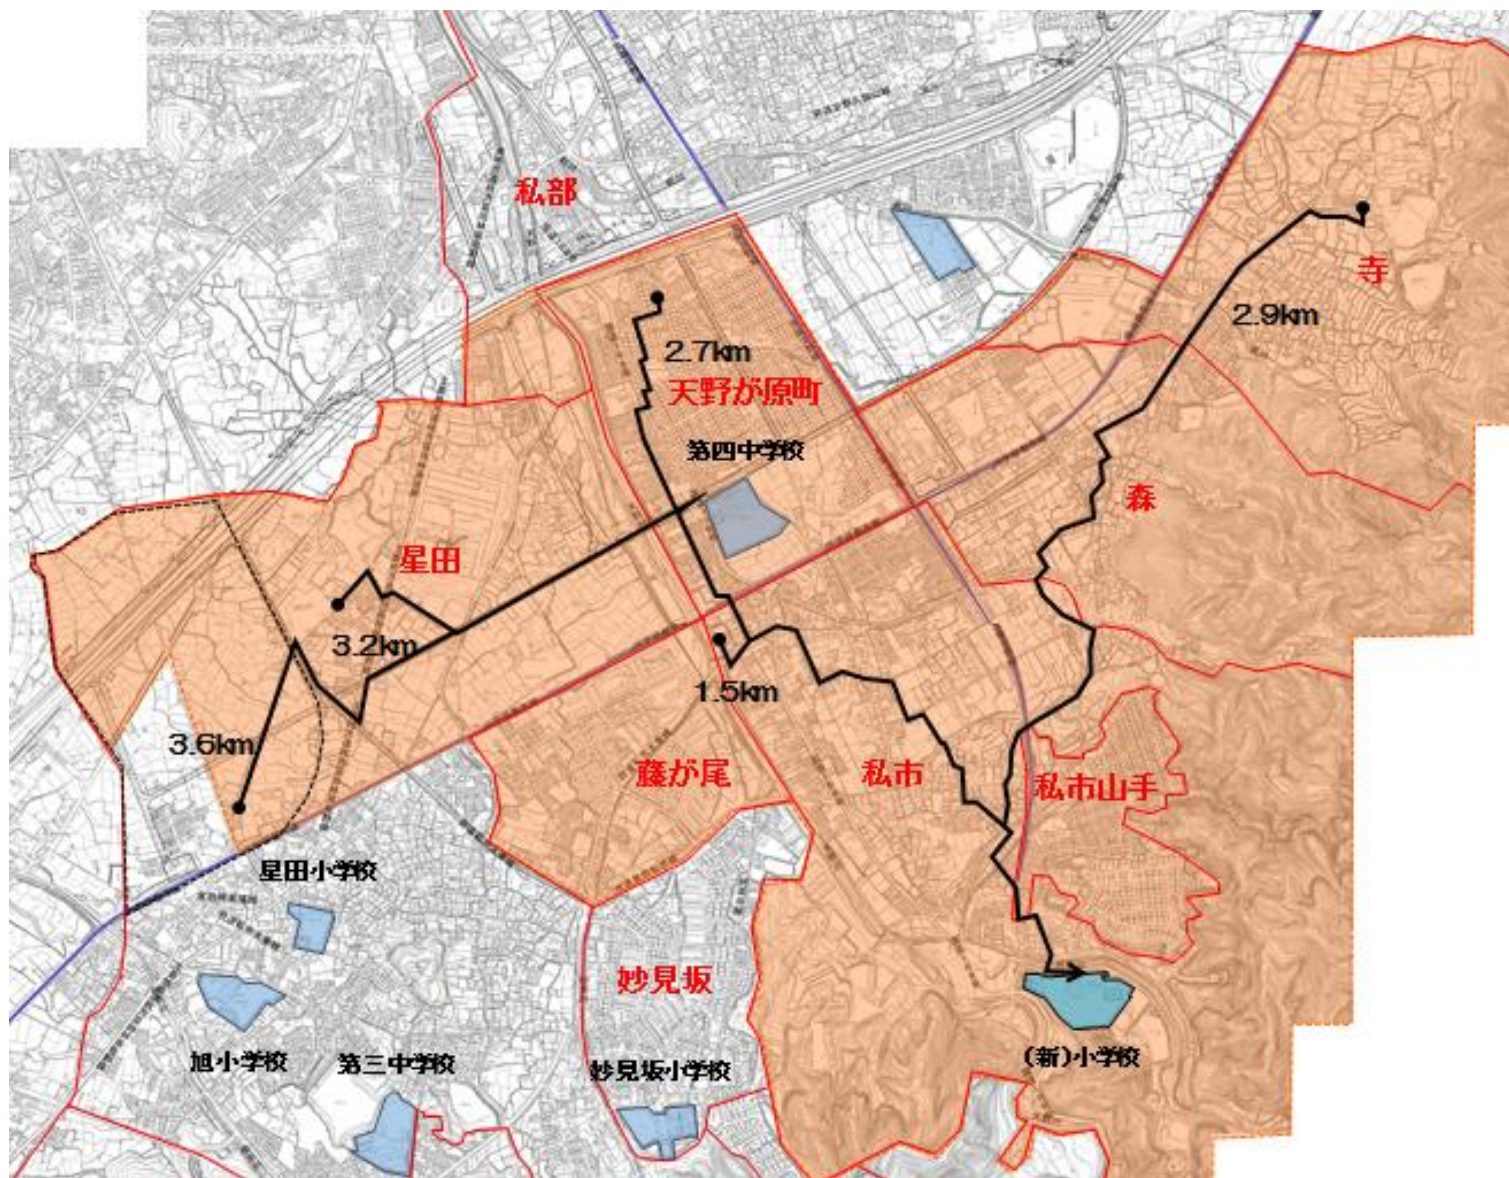 私部
寺
2.9km
2.7km
天野が原町
第四中学校
森
星田
3.2km
1.5km
3.6km
藤が尾
私市
私市山手
星田小学校
妙見坂
旭小学校
第三中学校
妙見坂小学校
(新)小学校